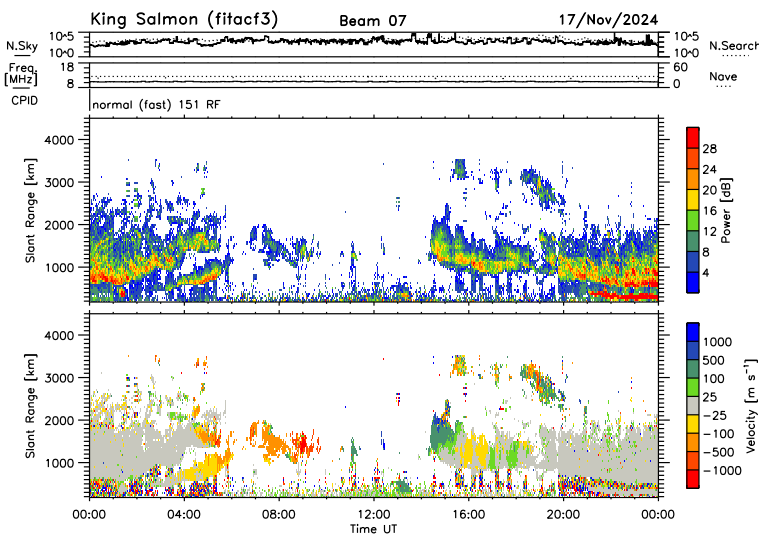 King Salmon (fitacf3) Beam 07 17/Nov/2024
N.Sky 10^5 10^0 10^5 10^0 N.Search
Freq. [MHz] 18 8 60 0 Nave
CPID normal (fast) 151 RF
Slant Range [km] 4000 3000 2000 1000
28 24 20 16 12 8 4 Power [dB]
Slant Range [km] 4000 3000 2000 1000
1000 500 100 25 −25 −100 −500 −1000 Velocity [m s⁻¹]
00:00 04:00 08:00 12:00 16:00 20:00 00:00
Time UT